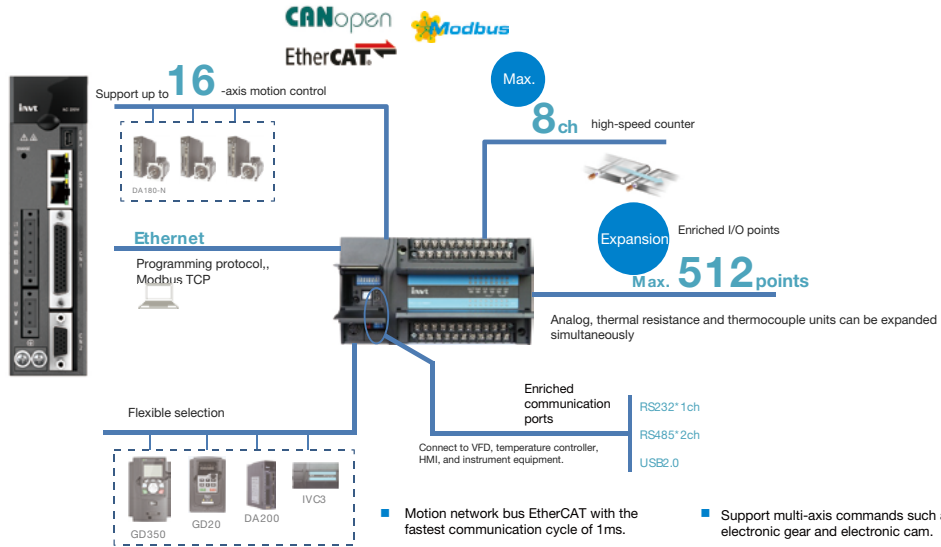 CANopen
Modbus
EtherCAT
invt
Support up to 16 -axis motion control
DA180-N
Max.
8ch high-speed counter
Expansion
Enriched I/O points
Max. 512 points
Analog, thermal resistance and thermocouple units can be expanded
simultaneously
Ethernet
Programming protocol,,
Modbus TCP
invt
Flexible selection
GD350
GD20
DA200
IVC3
Enriched
communication
ports
Connect to VFD, temperature controller,
HMI, and instrument equipment.
RS232*1ch
RS485*2ch
USB2.0
Motion network bus EtherCAT with the
fastest communication cycle of 1ms.
Support multi-axis commands such
electronic gear and electronic cam.